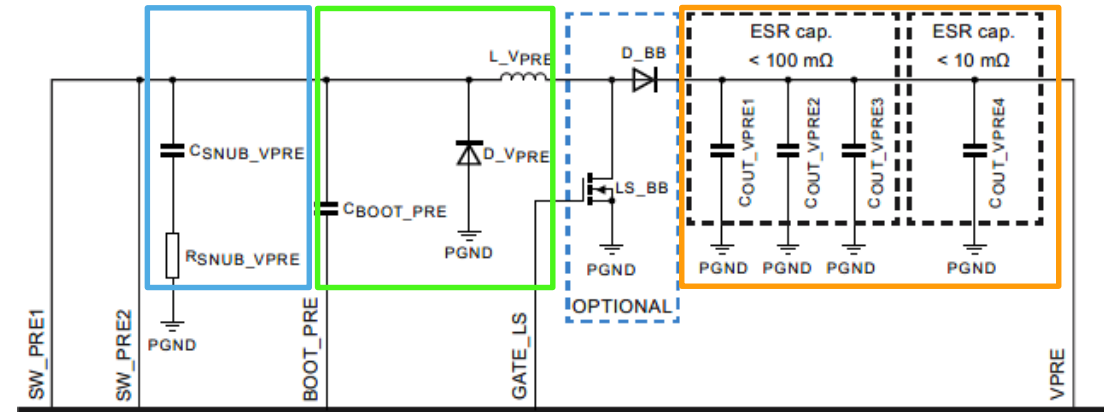 ESR cap.
< 100 mΩ
ESR cap.
< 10 mΩ
L_VPRE
D_BB
CSNUB_VPRE
D_VPRE
LS_BB
COUT_VPRE1
COUT_VPRE2
COUT_VPRE3
COUT_VPRE4
CBOOT_PRE
RSNUB_VPRE
PGND
PGND
PGND
PGND
PGND
PGND
PGND
OPTIONAL
SW_PRE1
SW_PRE2
BOOT_PRE
GATE_LS
VPRE